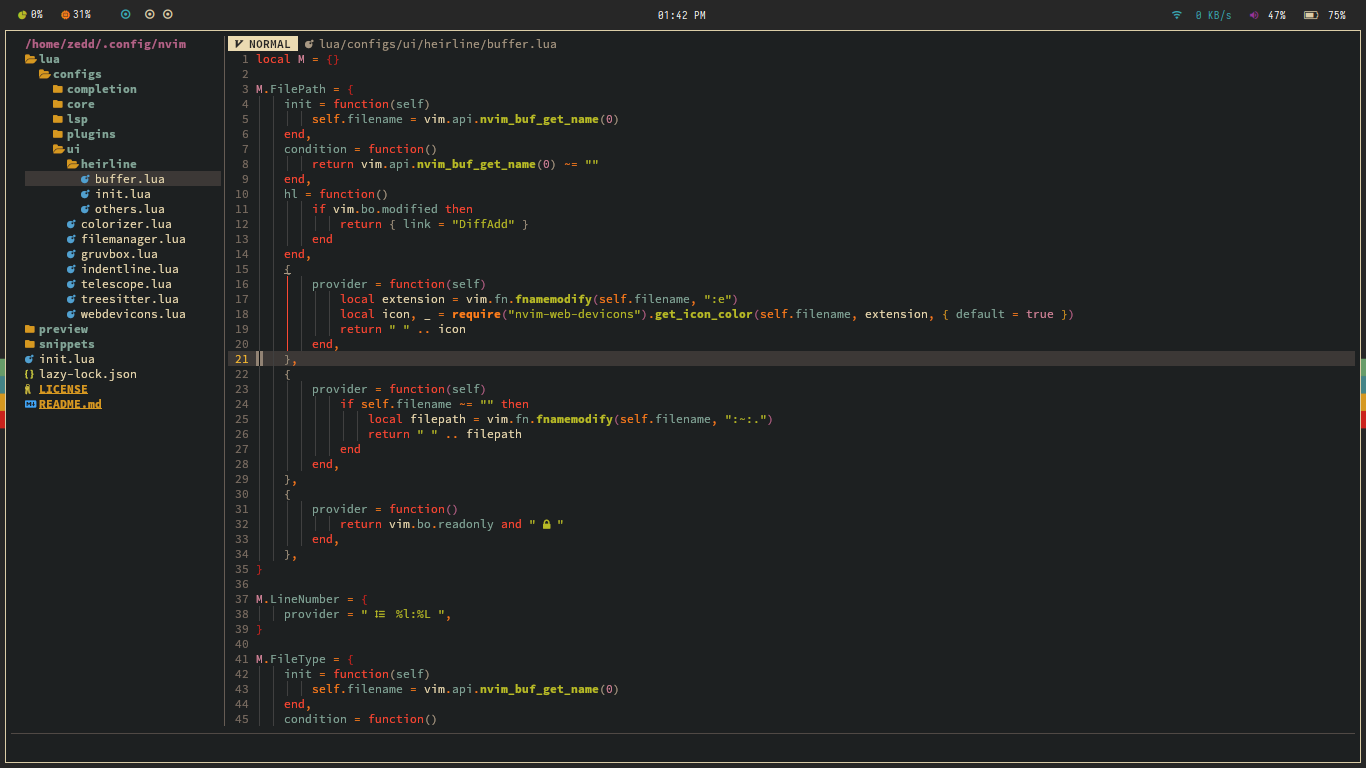 0% 31% 01:42 PM 0 KB/s 47% 75%
/home/zedd/.config/nvim
lua
configs
completion
core
lsp
plugins
ui
heirline
buffer.lua
init.lua
others.lua
colorizer.lua
filemanager.lua
gruvbox.lua
indentline.lua
telescope.lua
treesitter.lua
webdevicons.lua
preview
snippets
init.lua
{} lazy-lock.json
LICENSE
README.md
NORMAL lua/configs/ui/heirline/buffer.lua
1 local M = {}
2
3 M.FilePath = {
4     init = function(self)
5         self.filename = vim.api.nvim_buf_get_name(0)
6     end,
7     condition = function()
8         return vim.api.nvim_buf_get_name(0) ~= ""
9     end,
10     hl = function()
11         if vim.bo.modified then
12             return { link = "DiffAdd" }
13         end
14     end,
15     {
16         provider = function(self)
17             local extension = vim.fn.fnamemodify(self.filename, ":e")
18             local icon, _ = require("nvim-web-devicons").get_icon_color(self.filename, extension, { default = true })
19             return " " .. icon
20         end,
21     },
22     {
23         provider = function(self)
24             if self.filename ~= "" then
25                 local filepath = vim.fn.fnamemodify(self.filename, ":~:.")
26                 return " " .. filepath
27             end
28         end,
29     },
30     {
31         provider = function()
32             return vim.bo.readonly and " 🔒 "
33         end,
34     },
35 }
36
37 M.LineNumber = {
38     provider = "  %l:%L ",
39 }
40
41 M.FileType = {
42     init = function(self)
43         self.filename = vim.api.nvim_buf_get_name(0)
44     end,
45     condition = function()